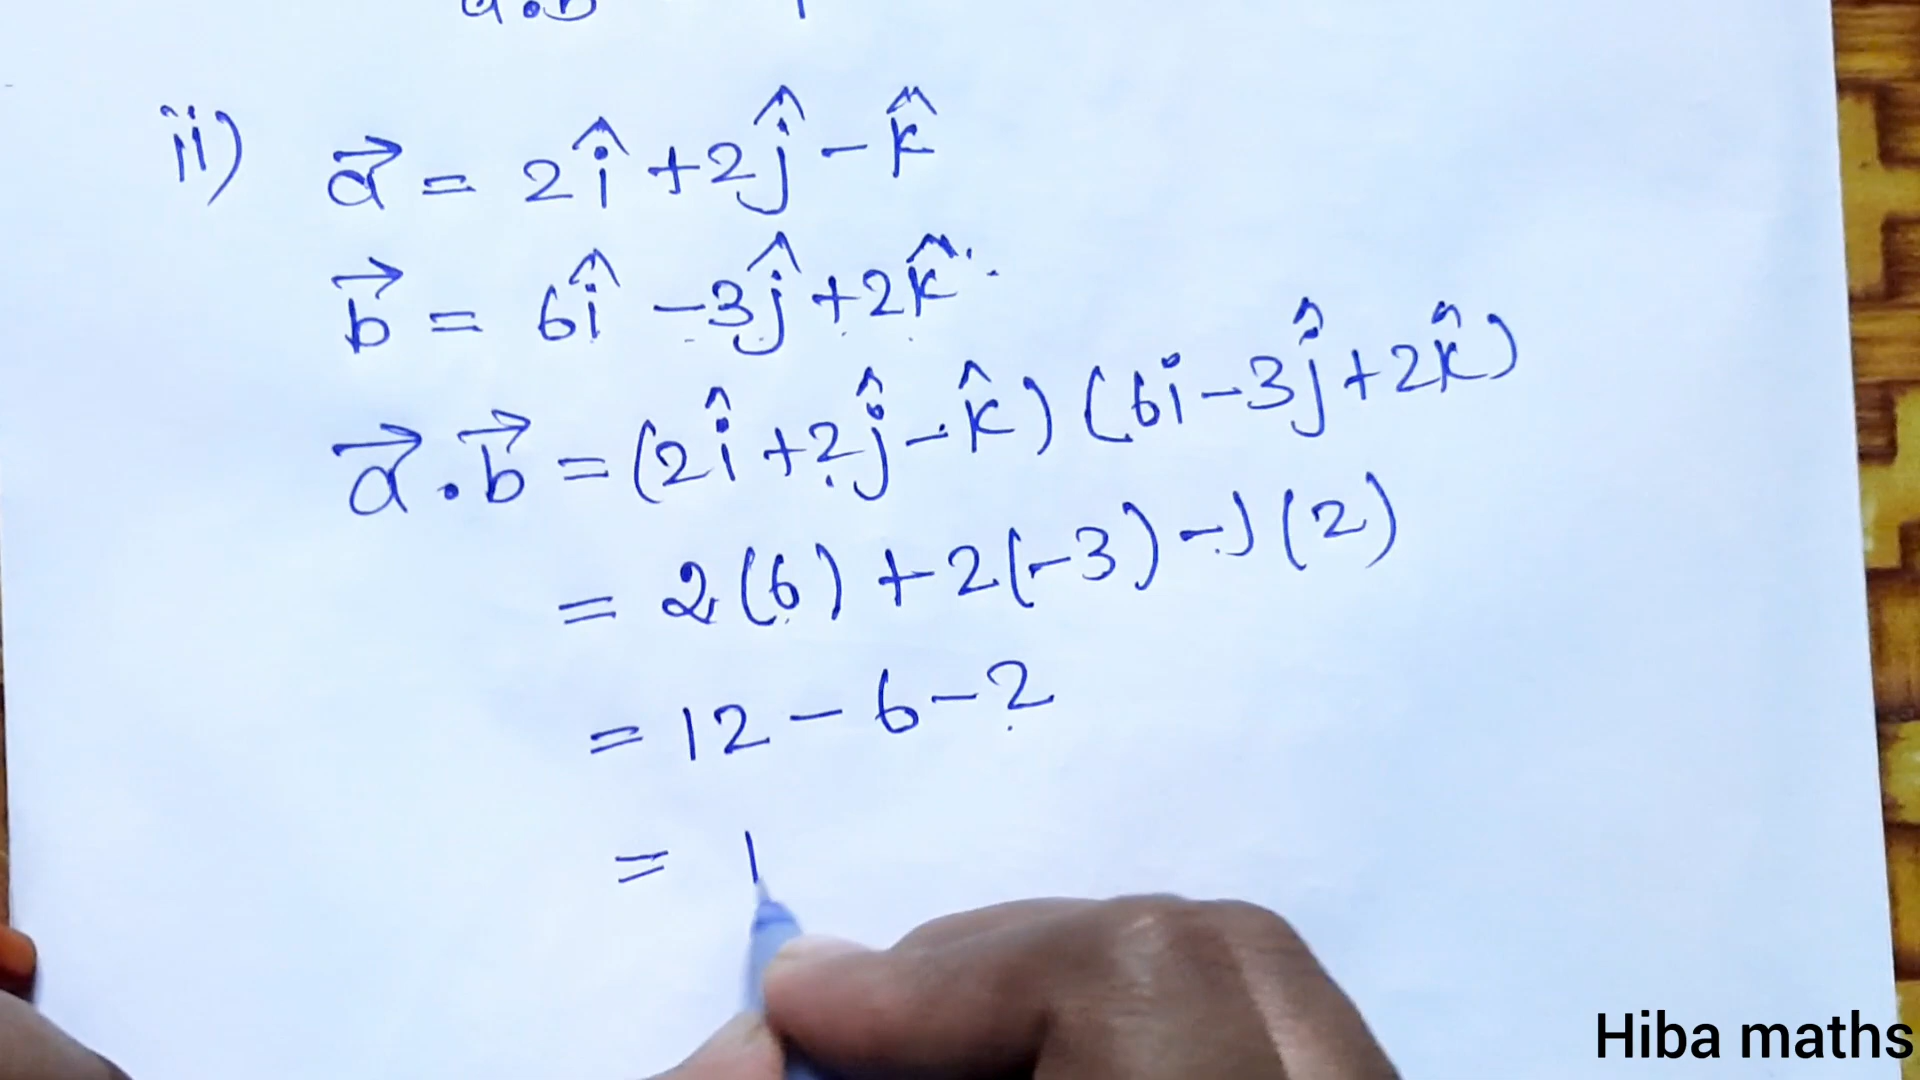 a.b
ii) a⃗ = 2î + 2ĵ - k̂
b⃗ = 6î - 3ĵ + 2k̂.
a⃗.b⃗ = (2î + 2ĵ - k̂) (6i - 3ĵ + 2k̂)
= 2(6) + 2(-3) - 1(2)
= 12 - 6 - 2
= 1
Hiba maths